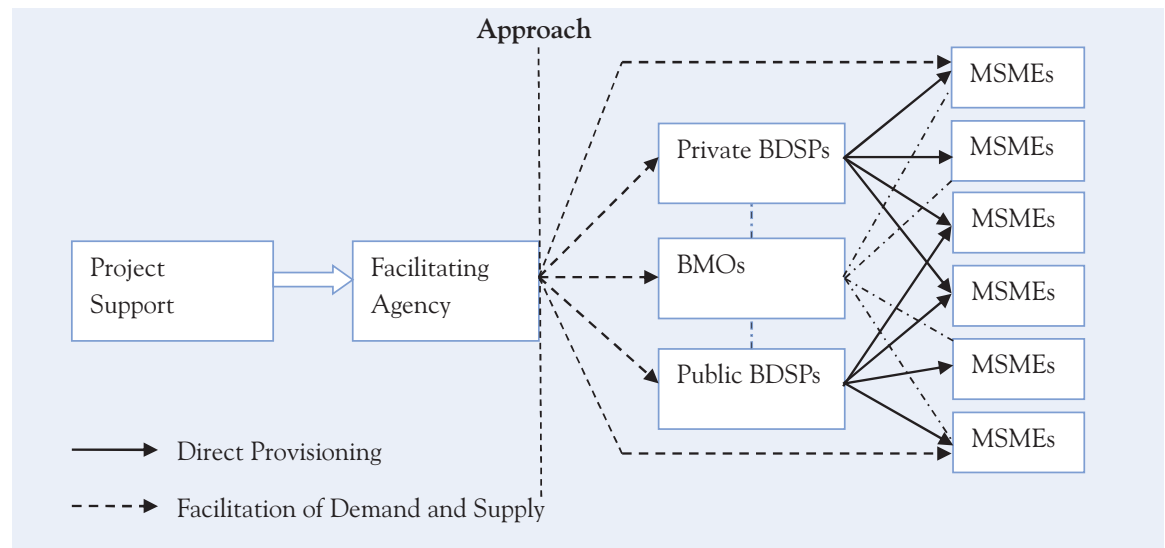 Approach
MSMEs
Private BDSPs
MSMEs
MSMEs
Project
Support
Facilitating
Agency
BMOs
MSMEs
Public BDSPs
MSMEs
MSMEs
Direct Provisioning
Facilitation of Demand and Supply